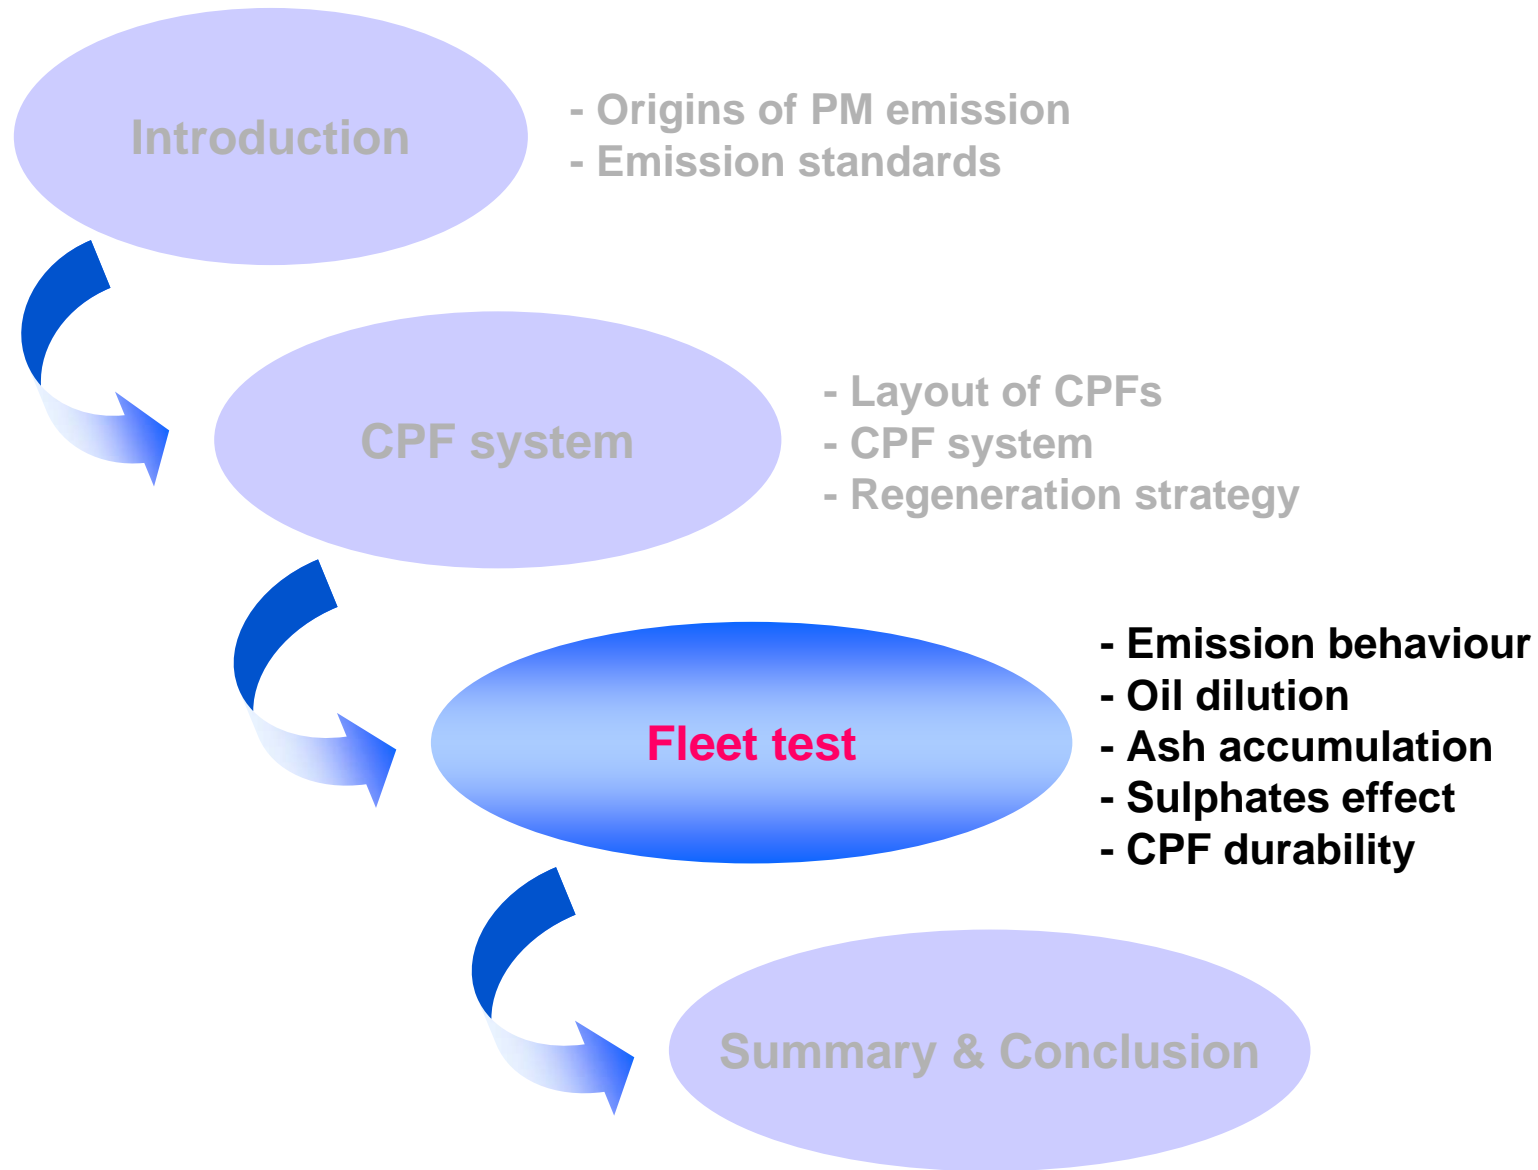 Introduction
- Origins of PM emission
- Emission standards
CPF system
- Layout of CPFs
- CPF system
- Regeneration strategy
Fleet test
- Emission behaviour
- Oil dilution
- Ash accumulation
- Sulphates effect
- CPF durability
Summary & Conclusion